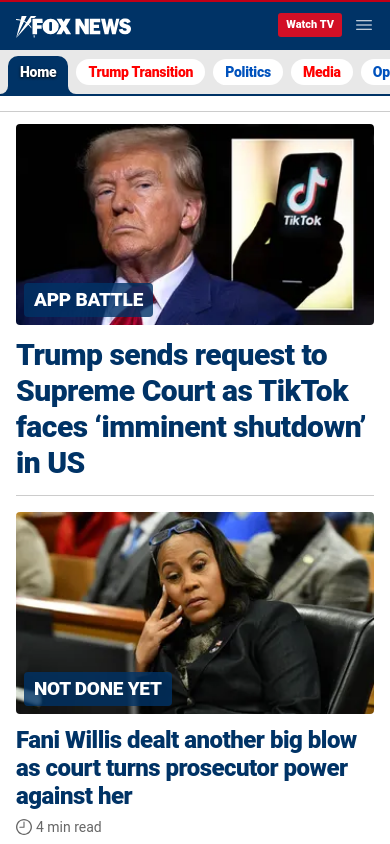 FOX NEWS
Watch TV
Home
Trump Transition
Politics
Media
Op
TikTok
APP BATTLE
Trump sends request to
Supreme Court as TikTok
faces ‘imminent shutdown’
in US
NOT DONE YET
Fani Willis dealt another big blow
as court turns prosecutor power
against her
4 min read